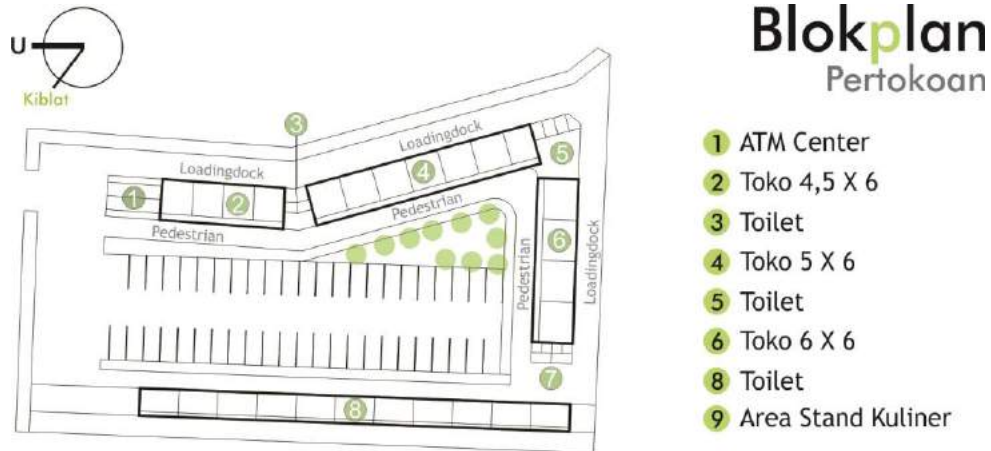 U
Kiblat
Blokplan
Pertokoan
3
Loadingdock
Loadingdock
4
5
1
2
Pedestrian
Pedestrian
6
Pedestrian
Loadingdock
7
8
1 ATM Center
2 Toko 4,5 X 6
3 Toilet
4 Toko 5 X 6
5 Toilet
6 Toko 6 X 6
8 Toilet
9 Area Stand Kuliner